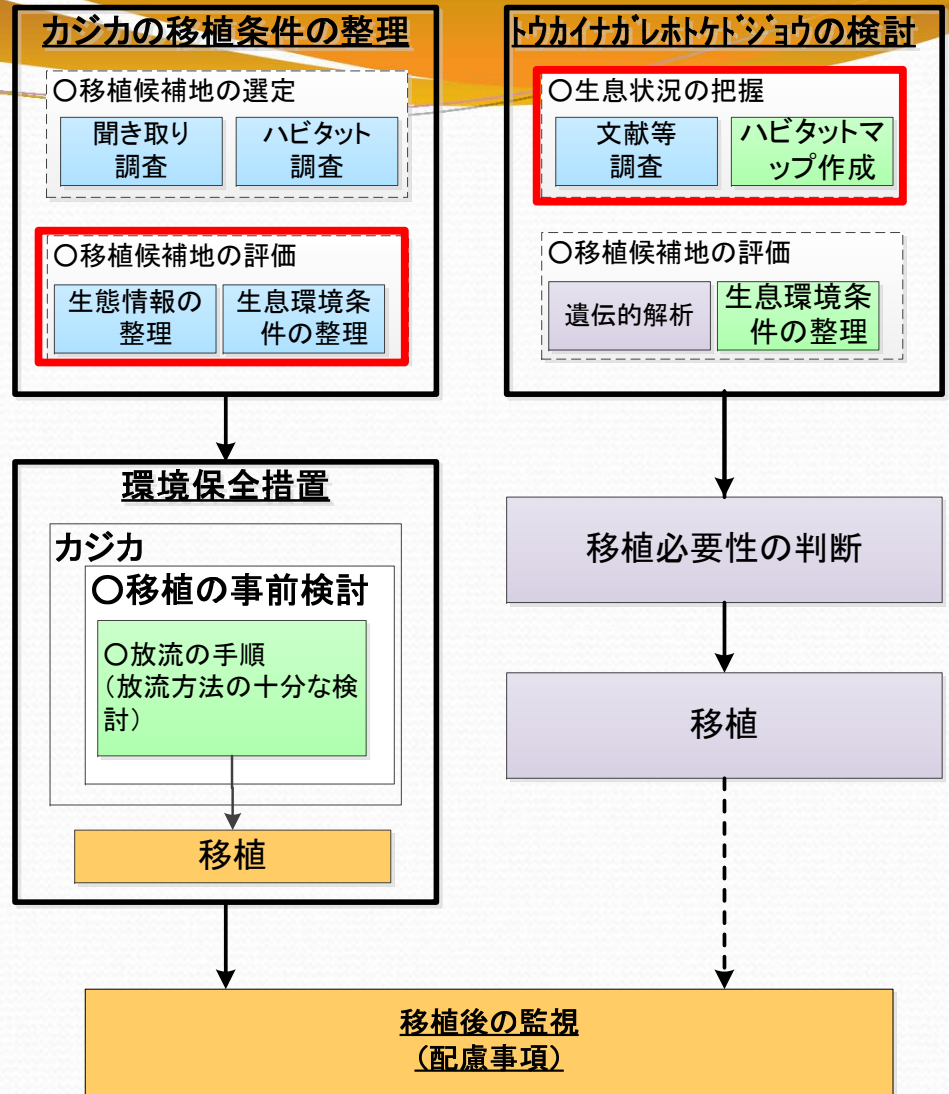 カジカの移植条件の整理
〇移植候補地の選定
聞き取り
調査
ハビタット
調査
〇移植候補地の評価
生態情報の
整理
生息環境条
件の整理
環境保全措置
カジカ
〇移植の事前検討
〇放流の手順
（放流方法の十分な検
討）
移植
トウカイナガレホトケドジョウの検討
〇生息状況の把握
文献等
調査
ハビタットマ
ップ作成
〇移植候補地の評価
遺伝的解析
生息環境条
件の整理
移植必要性の判断
移植
移植後の監視
（配慮事項）